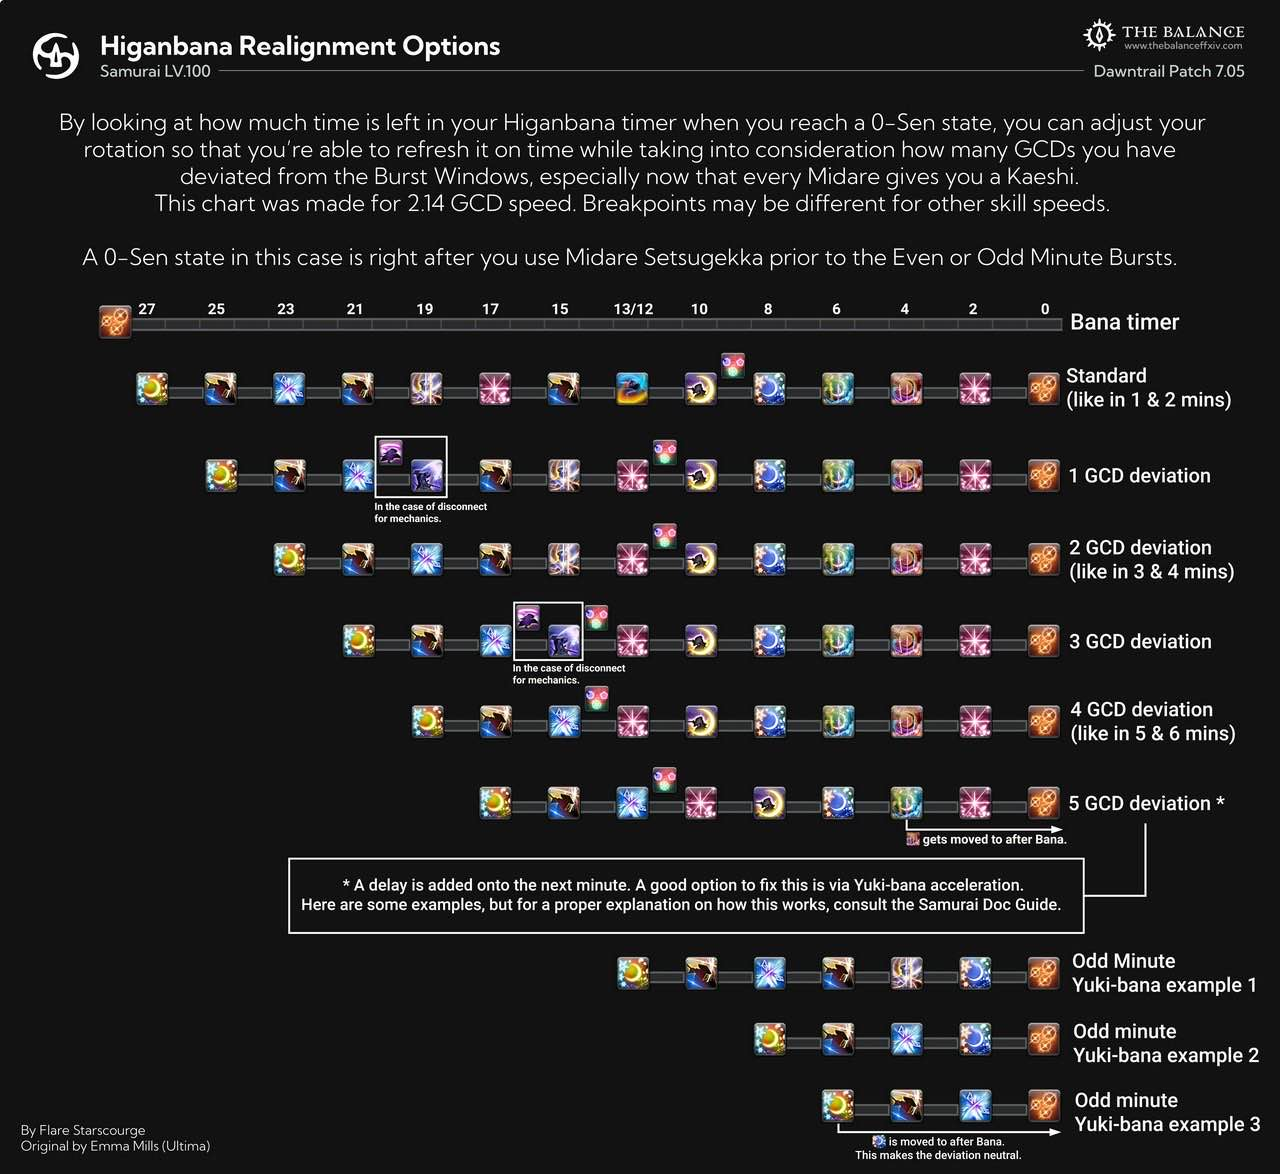 Higanbana Realignment Options
Samurai LV.100
THE BALANCE
www.thebalanceffxiv.com
Dawntrail Patch 7.05
By looking at how much time is left in your Higanbana timer when you reach a 0-Sen state, you can adjust your
rotation so that you're able to refresh it on time while taking into consideration how many GCDs you have
deviated from the Burst Windows, especially now that every Midare gives you a Kaeshi.
This chart was made for 2.14 GCD speed. Breakpoints may be different for other skill speeds.
A 0-Sen state in this case is right after you use Midare Setsugekka prior to the Even or Odd Minute Bursts.
27 25 23 21 19 17 15 13/12 10 8 6 4 2 0
Bana timer
Standard
(like in 1 & 2 mins)
1 GCD deviation
In the case of disconnect
for mechanics.
2 GCD deviation
(like in 3 & 4 mins)
3 GCD deviation
In the case of disconnect
for mechanics.
4 GCD deviation
(like in 5 & 6 mins)
5 GCD deviation *
gets moved to after Bana.
* A delay is added onto the next minute. A good option to fix this is via Yuki-bana acceleration.
Here are some examples, but for a proper explanation on how this works, consult the Samurai Doc Guide.
Odd Minute
Yuki-bana example 1
Odd minute
Yuki-bana example 2
Odd minute
Yuki-bana example 3
is moved to after Bana.
This makes the deviation neutral.
By Flare Starscourge
Original by Emma Mills (Ultima)